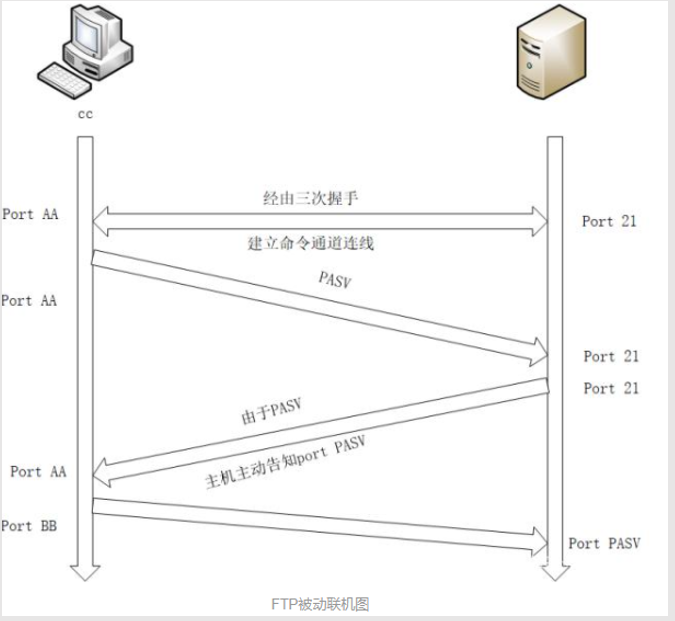 cc
经由三次握手
Port AA
Port 21
建立命令通道连线
PASV
Port AA
Port 21
Port 21
由于PASV
主机主动告知port PASV
Port AA
Port BB
Port PASV
FTP被动联机图